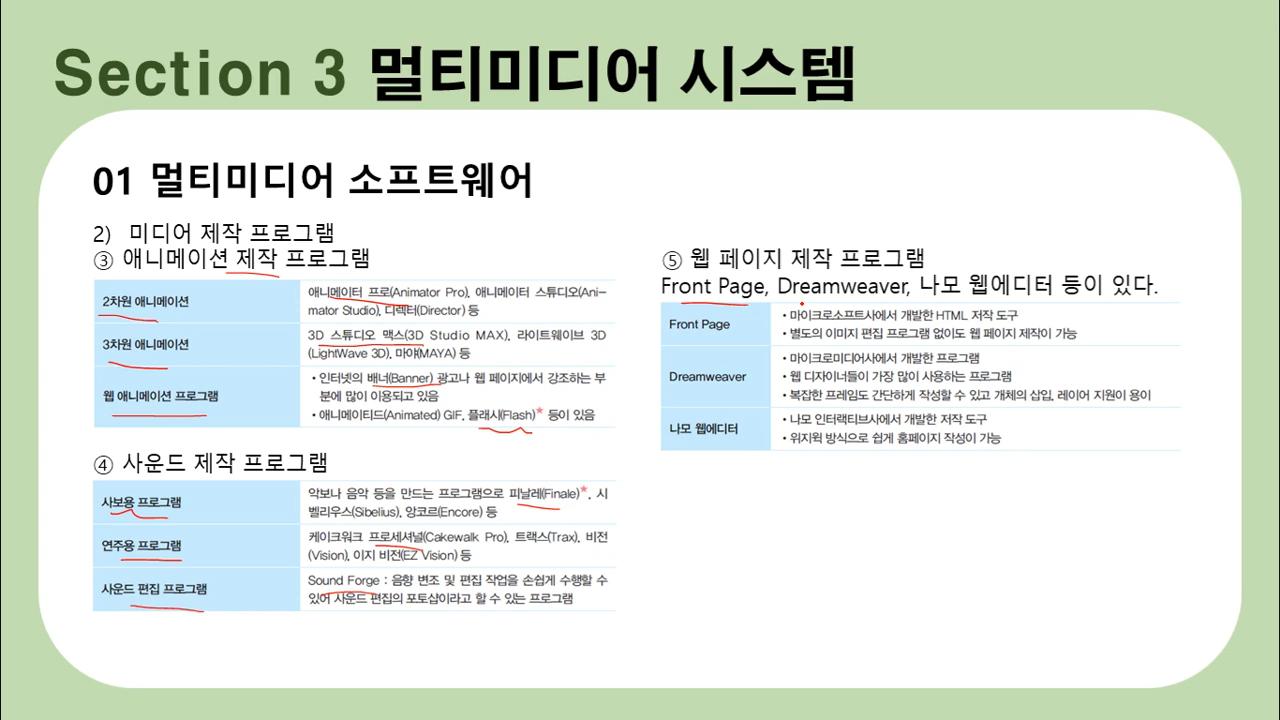 Section 3 멀티미디어 시스템
01 멀티미디어 소프트웨어
2) 미디어 제작 프로그램
③ 애니메이션 제작 프로그램
2차원 애니메이션
애니메이터 프로(Animator Pro), 애니메이터 스튜디오(Ani-
mator Studio), 디렉터(Director) 등
3차원 애니메이션
3D 스튜디오 맥스(3D Studio MAX), 라이트웨이브 3D
(LightWave 3D), 마야(MAYA) 등
웹 애니메이션 프로그램
• 인터넷의 배너(Banner) 광고나 웹 페이지에서 강조하는 부
분에 많이 이용되고 있음
• 애니메이티드(Animated) GIF, 플래시(Flash)* 등이 있음
④ 사운드 제작 프로그램
사보용 프로그램
악보나 음악 등을 만드는 프로그램으로 피날레(Finale)*, 시
벨리우스(Sibelius), 앙코르(Encore) 등
연주용 프로그램
케이크워크 프로세셔널(Cakewalk Pro), 트랙스(Trax), 비전
(Vision), 이지 비전(EZ Vision) 등
사운드 편집 프로그램
Sound Forge : 음향 변조 및 편집 작업을 손쉽게 수행할 수
있어 사운드 편집의 포토샵이라고 할 수 있는 프로그램
⑤ 웹 페이지 제작 프로그램
Front Page, Dreamweaver, 나모 웹에디터 등이 있다.
Front Page
• 마이크로소프트사에서 개발한 HTML 저작 도구
• 별도의 이미지 편집 프로그램 없이도 웹 페이지 제작이 가능
Dreamweaver
• 마이크로미디어사에서 개발한 프로그램
• 웹 디자이너들이 가장 많이 사용하는 프로그램
• 복잡한 프레임도 간단하게 작성할 수 있고 개체의 삽입, 레이어 지원이 용이
나모 웹에디터
• 나모 인터랙티브사에서 개발한 저작 도구
• 위지윅 방식으로 쉽게 홈페이지 작성이 가능